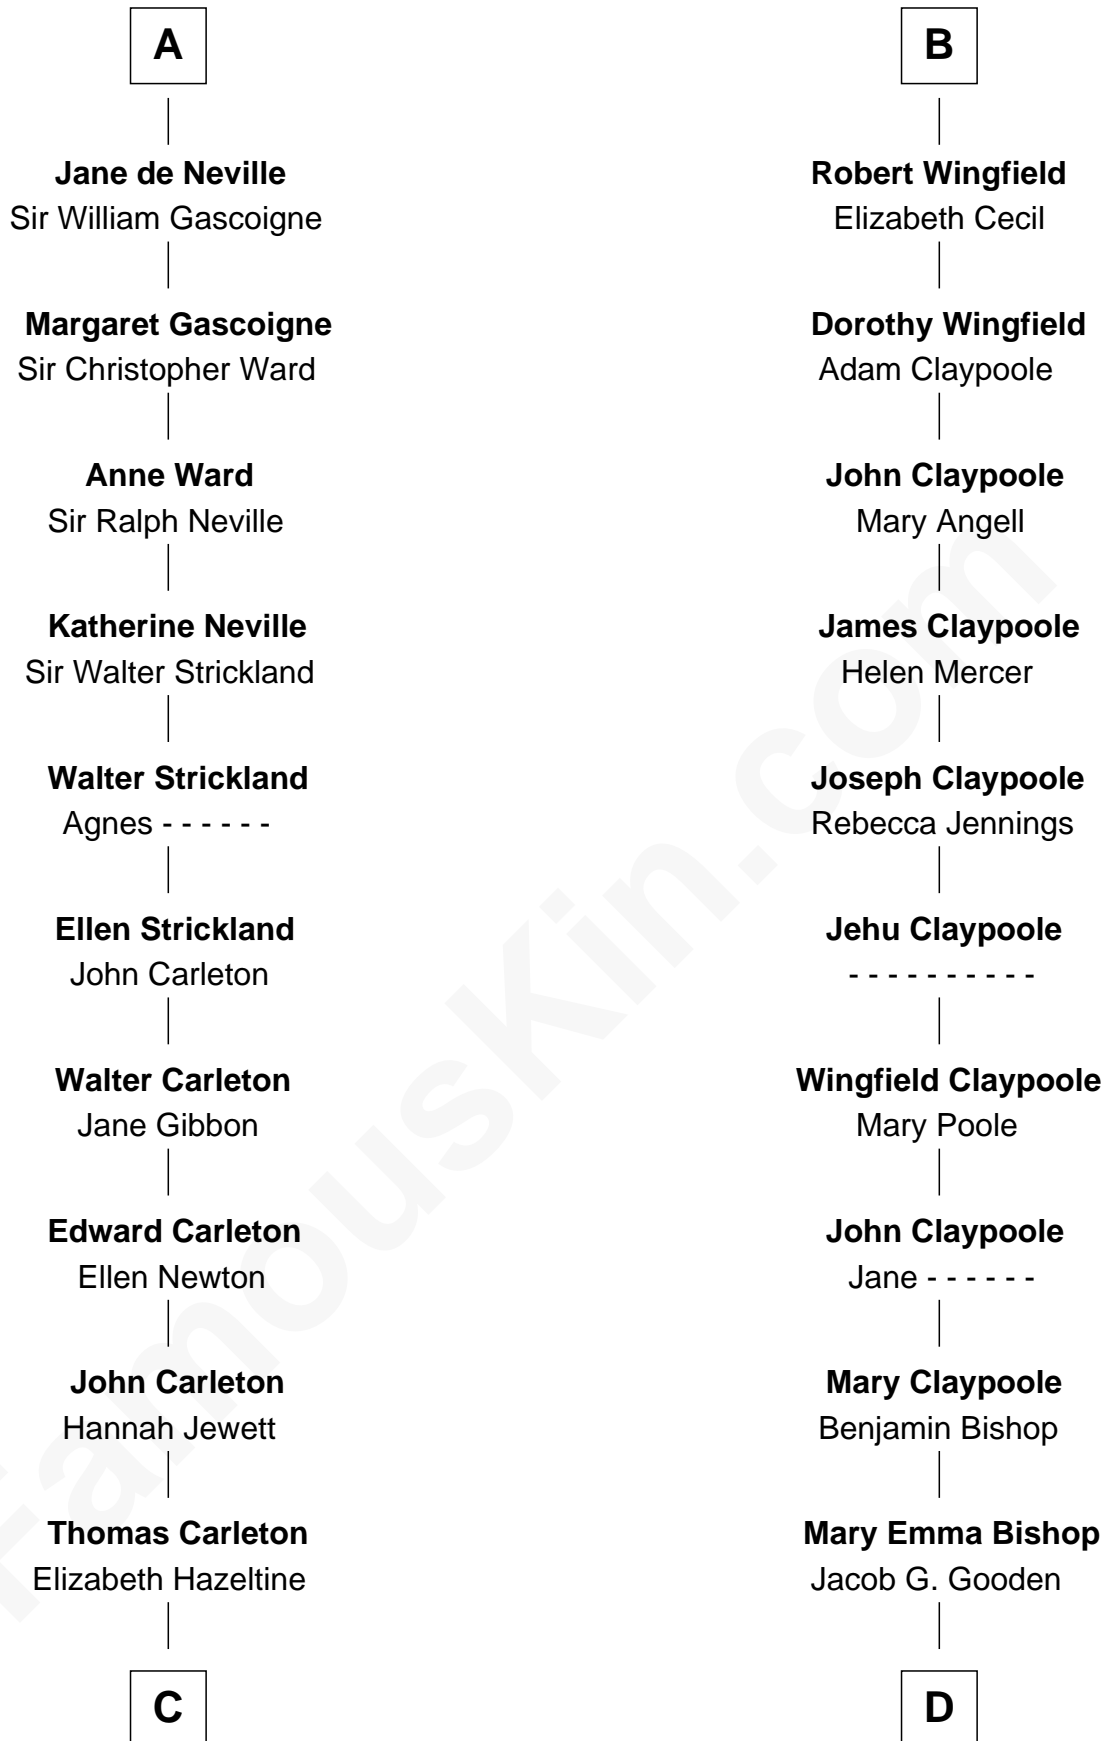 A
Jane de Neville
Sir William Gascoigne
Margaret Gascoigne
Sir Christopher Ward
Anne Ward
Sir Ralph Neville
Katherine Neville
Sir Walter Strickland
Walter Strickland
Agnes - - - - - -
Ellen Strickland
John Carleton
Walter Carleton
Jane Gibbon
Edward Carleton
Ellen Newton
John Carleton
Hannah Jewett
Thomas Carleton
Elizabeth Hazeltine
C
B
Robert Wingfield
Elizabeth Cecil
Dorothy Wingfield
Adam Claypoole
John Claypoole
Mary Angell
James Claypoole
Helen Mercer
Joseph Claypoole
Rebecca Jennings
Jehu Claypoole
- - - - - - - - - -
Wingfield Claypoole
Mary Poole
John Claypoole
Jane - - - - - -
Mary Claypoole
Benjamin Bishop
Mary Emma Bishop
Jacob G. Gooden
D
FamousKin.com